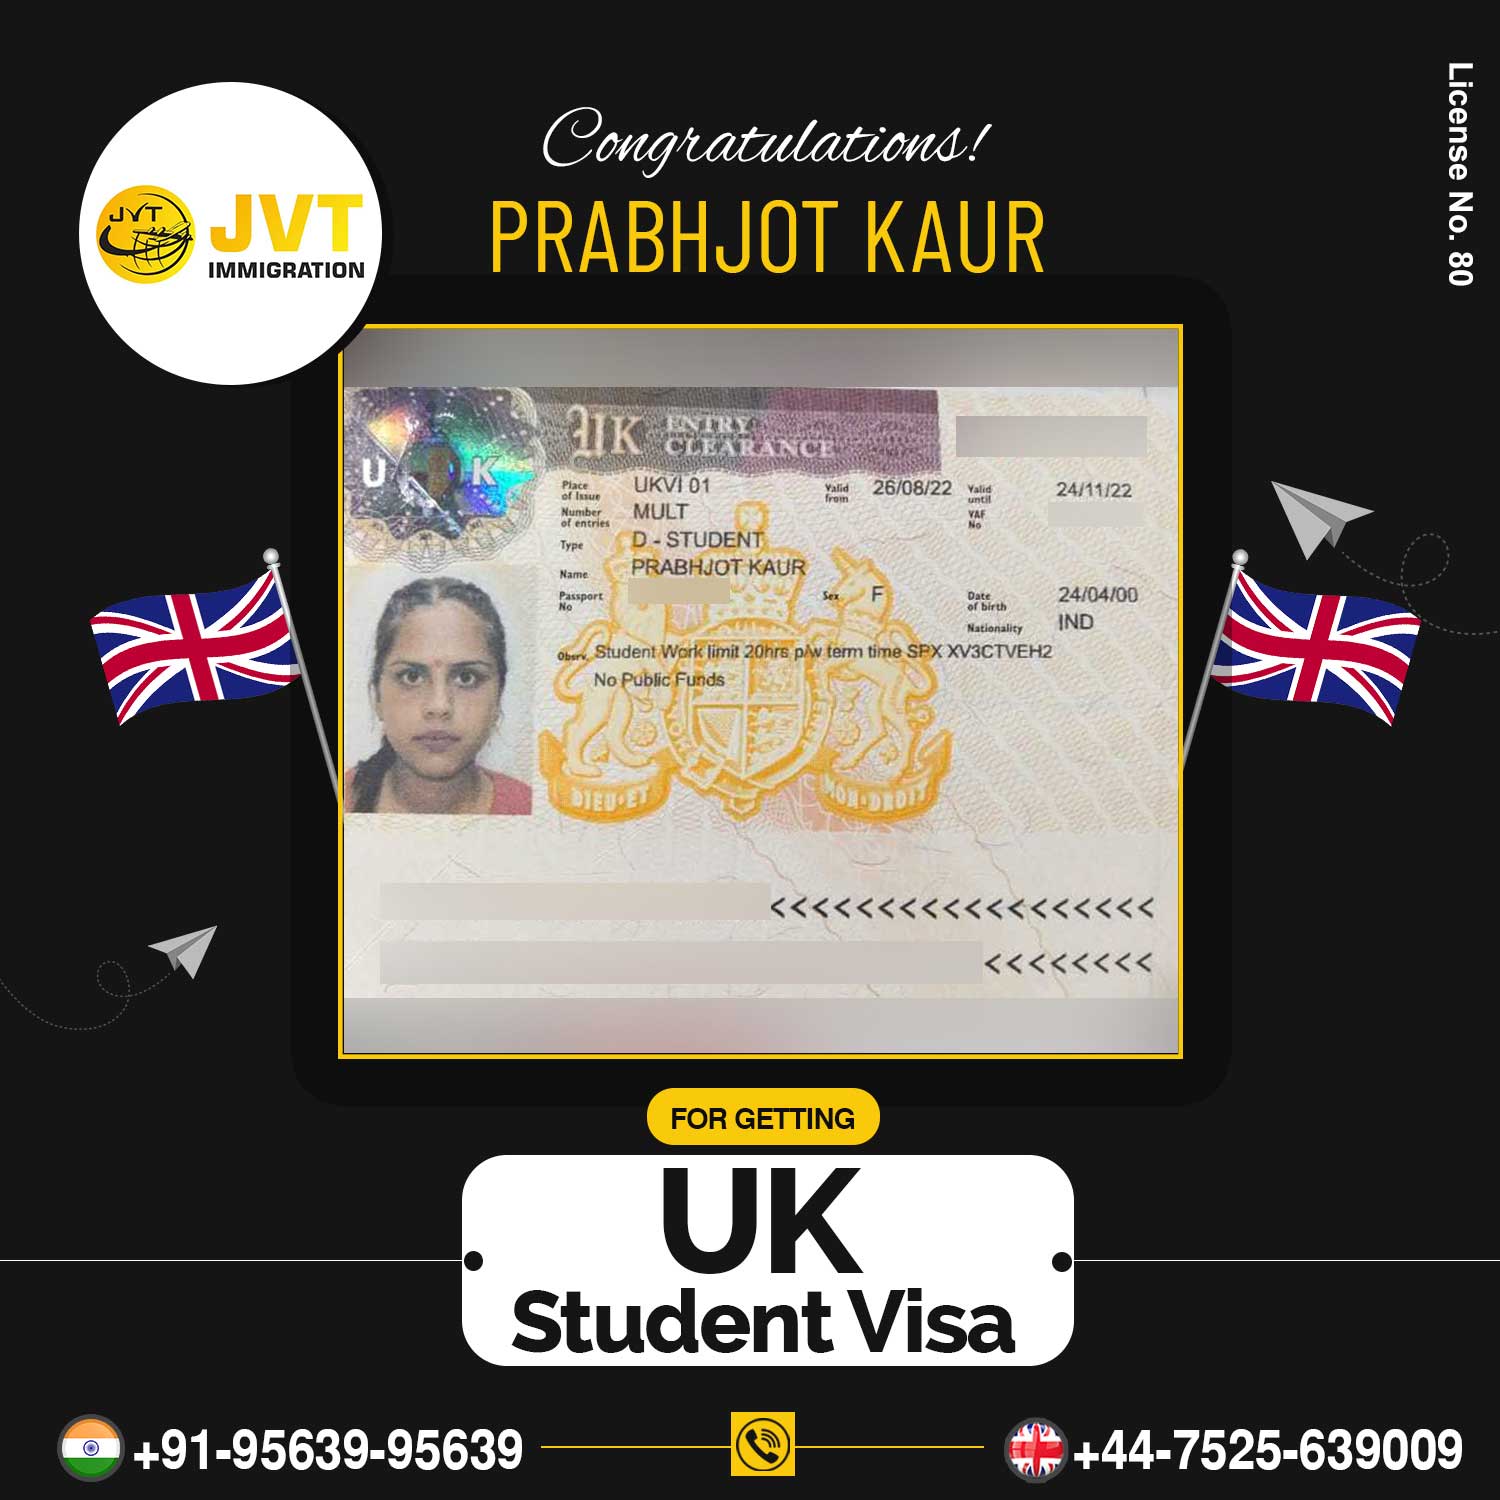 License No. 80
Congratulations!
PRABHJOT KAUR
JVT
JVT
IMMIGRATION
UK ENTRY CLEARANCE
U K
Place of Issue UKVI 01 Valid from 26/08/22 Valid until 24/11/22
Number of entries MULT VAF No
Type D - STUDENT
Name PRABHJOT KAUR
Passport No Sex F Date of birth 24/04/00
Nationality IND
Observ. Student Work limit 20hrs p/w term time SPX XV3CTVEH2
No Public Funds
DIEU·ET MON·DROIT
<<<<<<<<<<<<<<<<<<
<<<<<<<<
FOR GETTING
UK
Student Visa
+91-95639-95639
+44-7525-639009